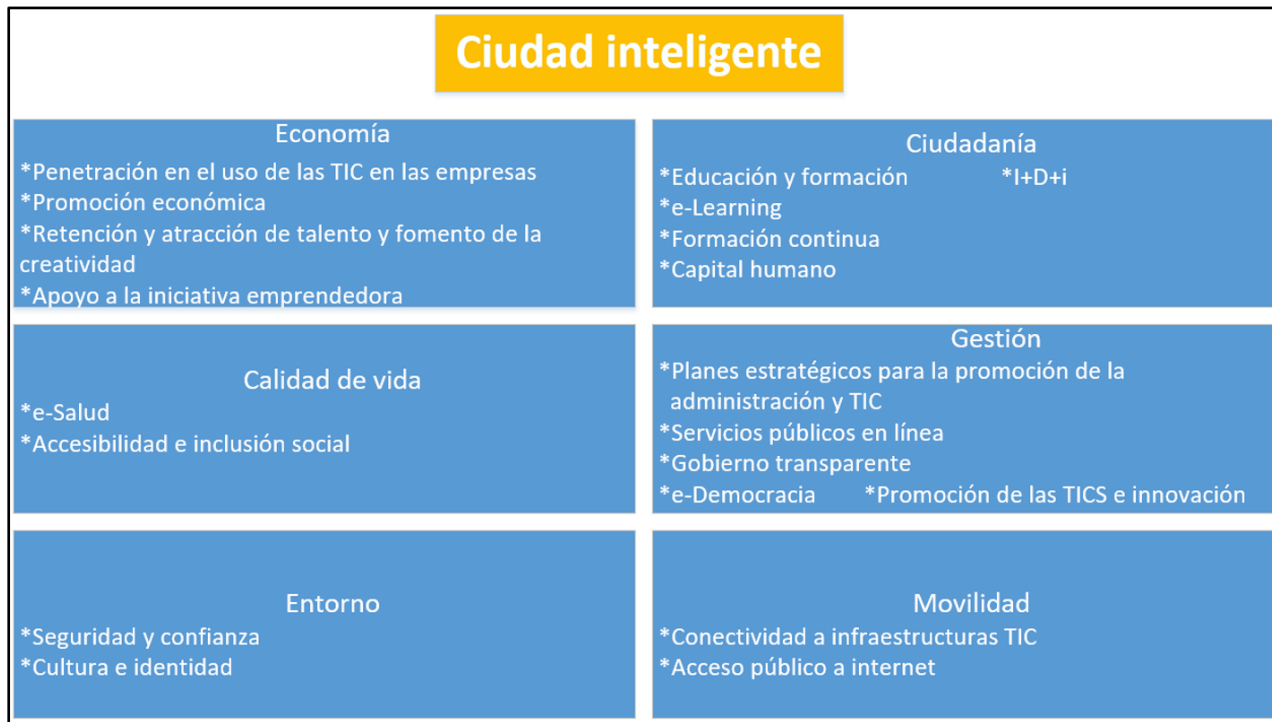 Ciudad inteligente
Economía
*Penetración en el uso de las TIC en las empresas
*Promoción económica
*Retención y atracción de talento y fomento de la
creatividad
*Apoyo a la iniciativa emprendedora
Ciudadanía
*Educación y formación *I+D+i
*e-Learning
*Formación continua
*Capital humano
Calidad de vida
*e-Salud
*Accesibilidad e inclusión social
Gestión
*Planes estratégicos para la promoción de la
administración y TIC
*Servicios públicos en línea
*Gobierno transparente
*e-Democracia *Promoción de las TICS e innovación
Entorno
*Seguridad y confianza
*Cultura e identidad
Movilidad
*Conectividad a infraestructuras TIC
*Acceso público a internet